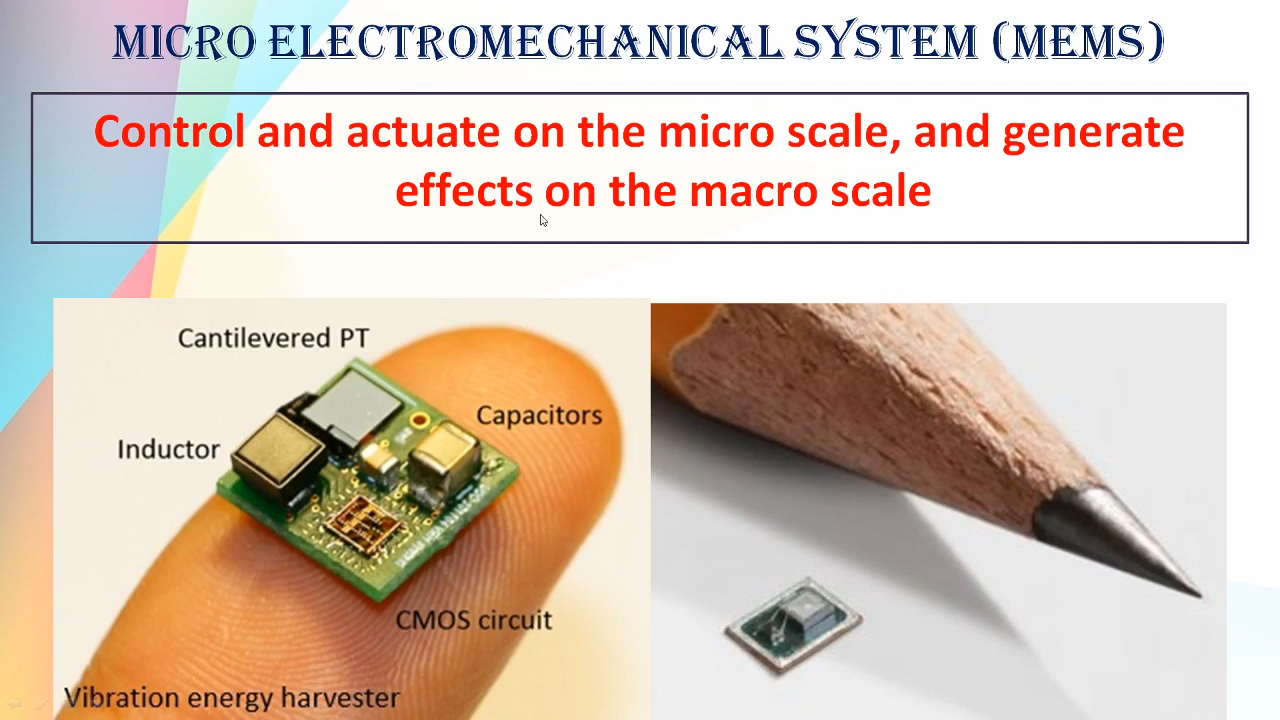 MICRO ELECTROMECHANICAL SYSTEM (MEMS)
Control and actuate on the micro scale, and generate
effects on the macro scale
Cantilevered PT
Capacitors
Inductor
CMOS circuit
Vibration energy harvester